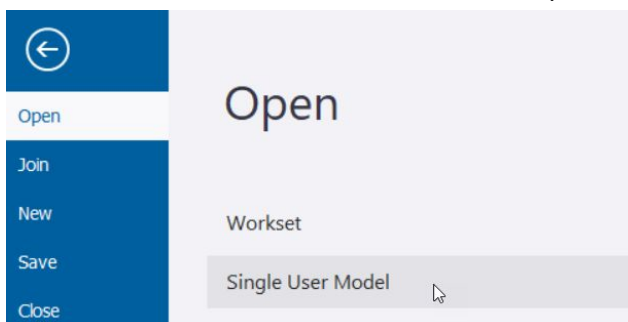 Open
Join
New
Save
Close
Open
Workset
Single User Model